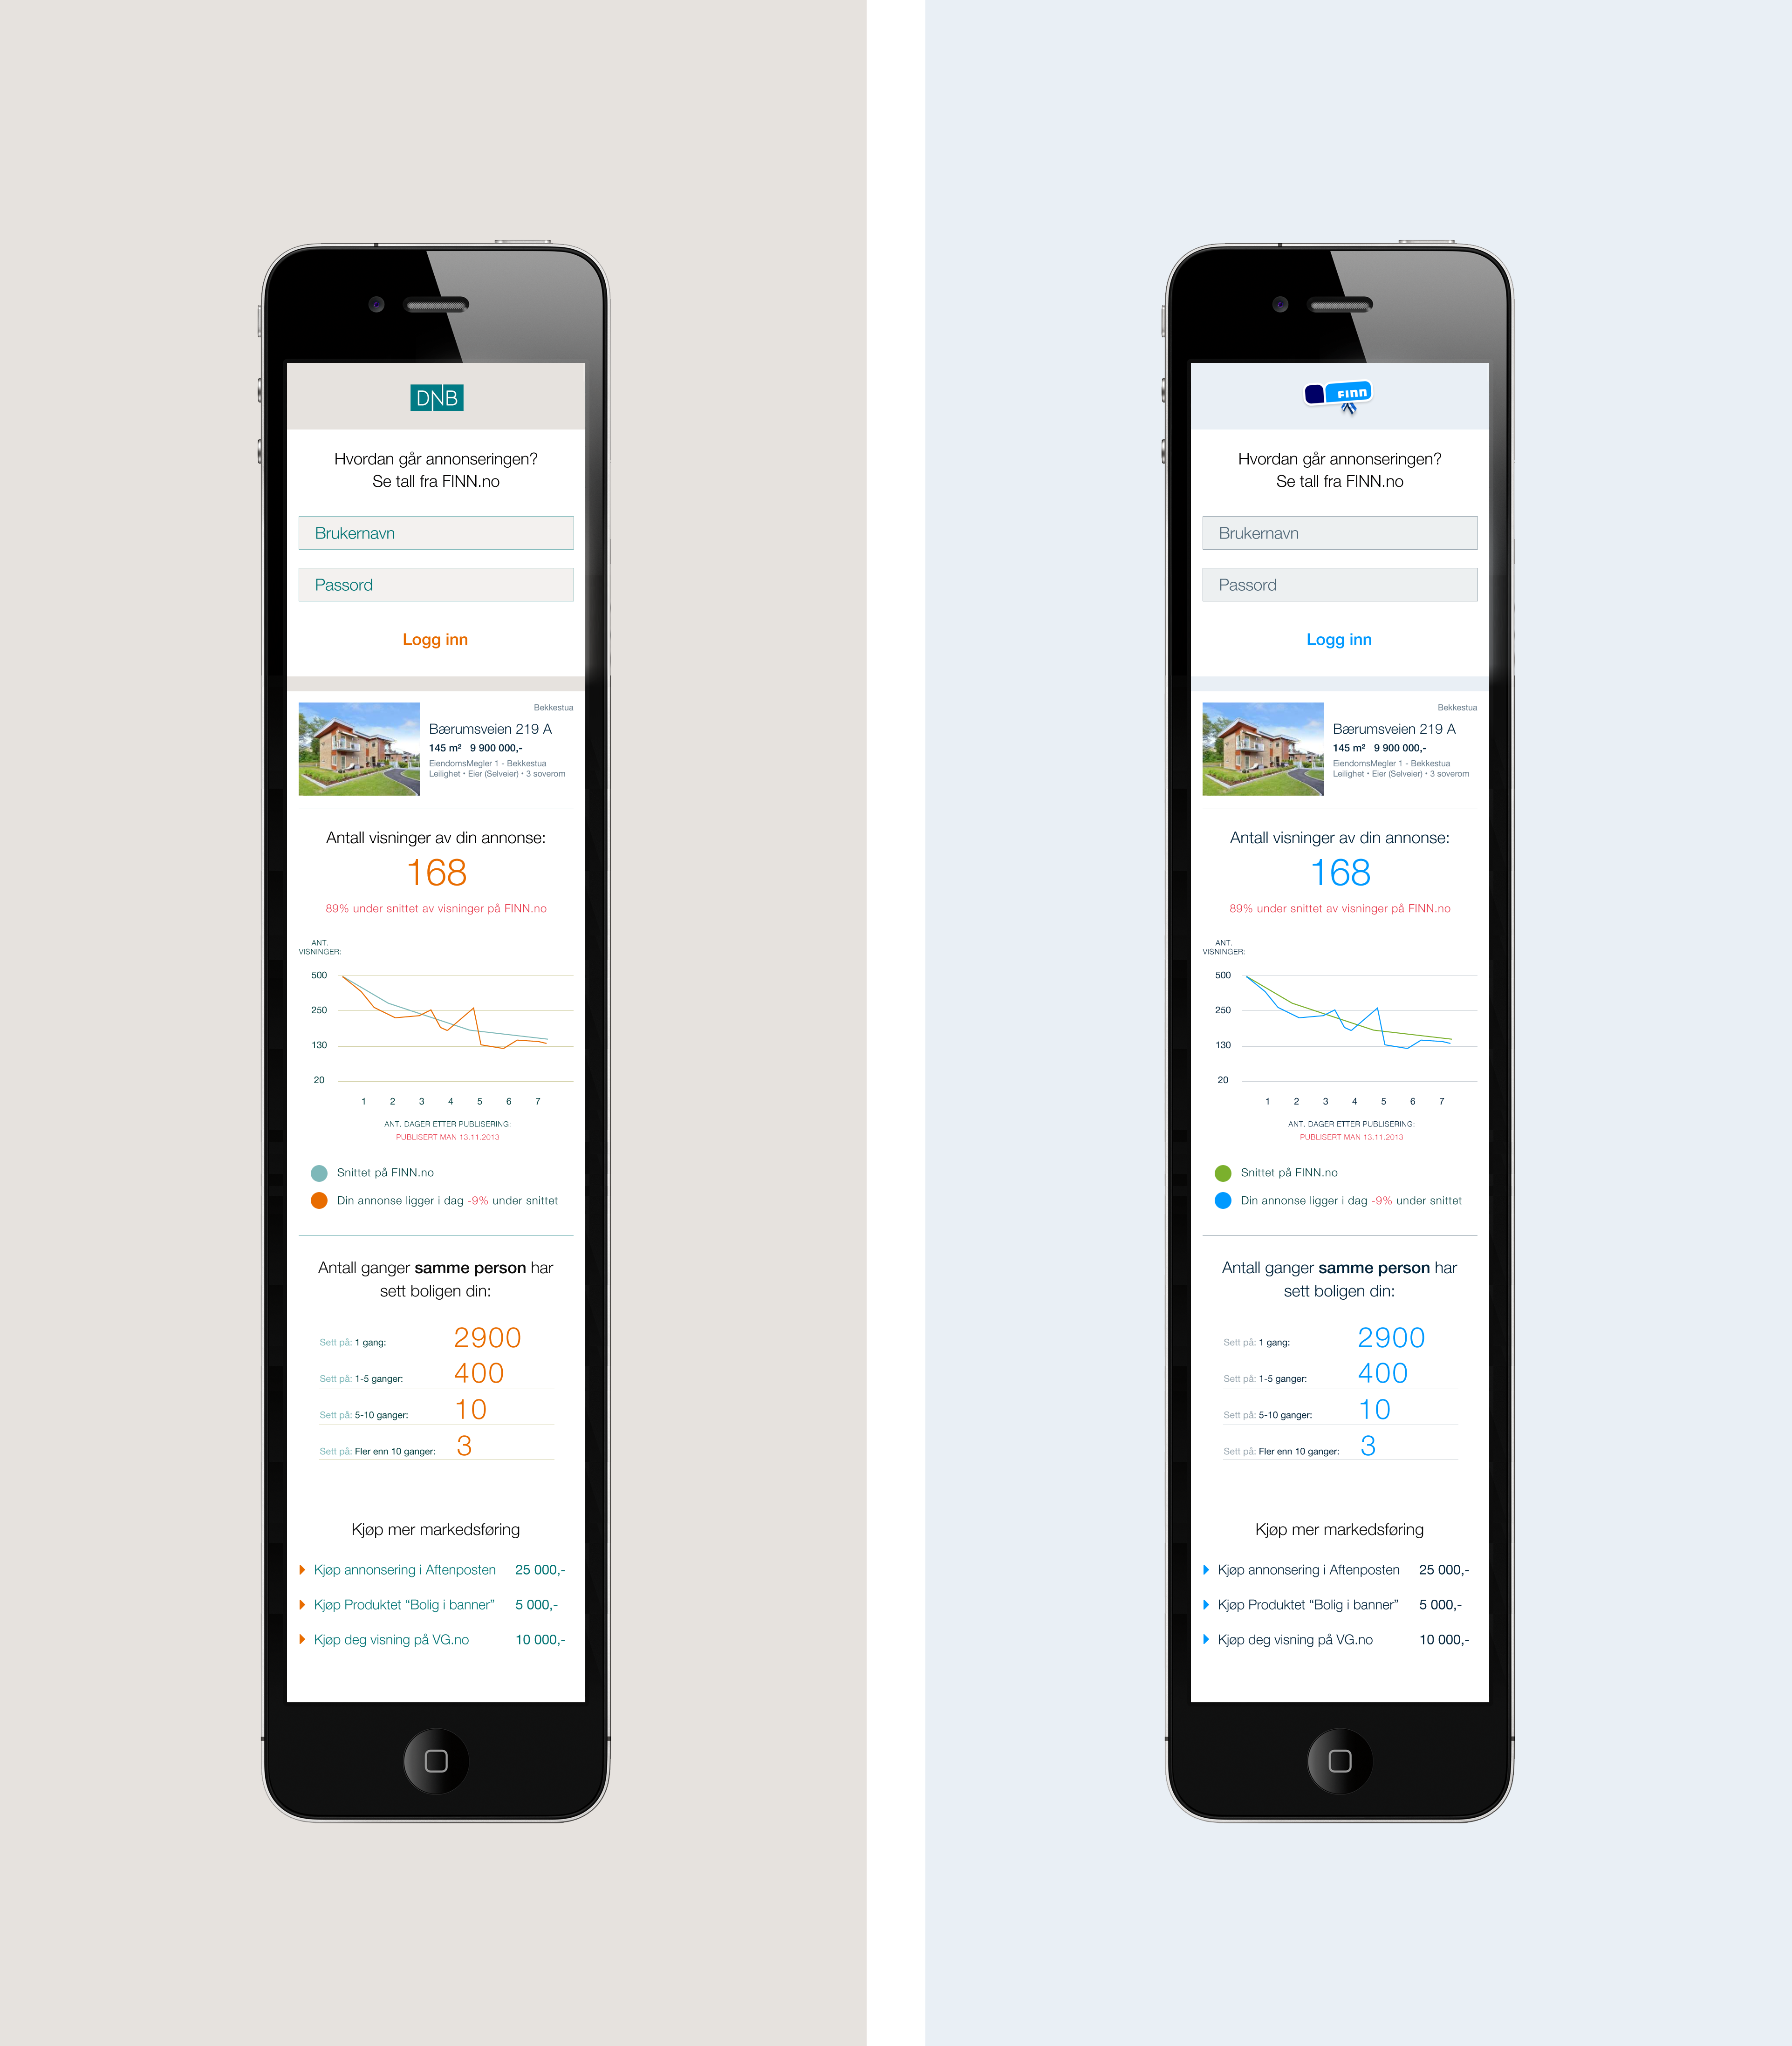 DNB
Hvordan går annonseringen?
Se tall fra FINN.no
Brukernavn
Passord
Logg inn
Bekkestua
Bærumsveien 219 A
145 m² 9 900 000,-
EiendomsMegler 1 - Bekkestua
Leilighet • Eier (Selveier) • 3 soverom
Antall visninger av din annonse:
168
89% under snittet av visninger på FINN.no
ANT.
VISNINGER:
500
250
130
20
1 2 3 4 5 6 7
ANT. DAGER ETTER PUBLISERING:
PUBLISERT MAN 13.11.2013
Snittet på FINN.no
Din annonse ligger i dag -9% under snittet
Antall ganger samme person har
sett boligen din:
Sett på: 1 gang: 2900
Sett på: 1-5 ganger: 400
Sett på: 5-10 ganger: 10
Sett på: Fler enn 10 ganger: 3
Kjøp mer markedsføring
Kjøp annonsering i Aftenposten 25 000,-
Kjøp Produktet “Bolig i banner” 5 000,-
Kjøp deg visning på VG.no 10 000,-
FINN
Hvordan går annonseringen?
Se tall fra FINN.no
Brukernavn
Passord
Logg inn
Bekkestua
Bærumsveien 219 A
145 m² 9 900 000,-
EiendomsMegler 1 - Bekkestua
Leilighet • Eier (Selveier) • 3 soverom
Antall visninger av din annonse:
168
89% under snittet av visninger på FINN.no
ANT.
VISNINGER:
500
250
130
20
1 2 3 4 5 6 7
ANT. DAGER ETTER PUBLISERING:
PUBLISERT MAN 13.11.2013
Snittet på FINN.no
Din annonse ligger i dag -9% under snittet
Antall ganger samme person har
sett boligen din:
Sett på: 1 gang: 2900
Sett på: 1-5 ganger: 400
Sett på: 5-10 ganger: 10
Sett på: Fler enn 10 ganger: 3
Kjøp mer markedsføring
Kjøp annonsering i Aftenposten 25 000,-
Kjøp Produktet “Bolig i banner” 5 000,-
Kjøp deg visning på VG.no 10 000,-